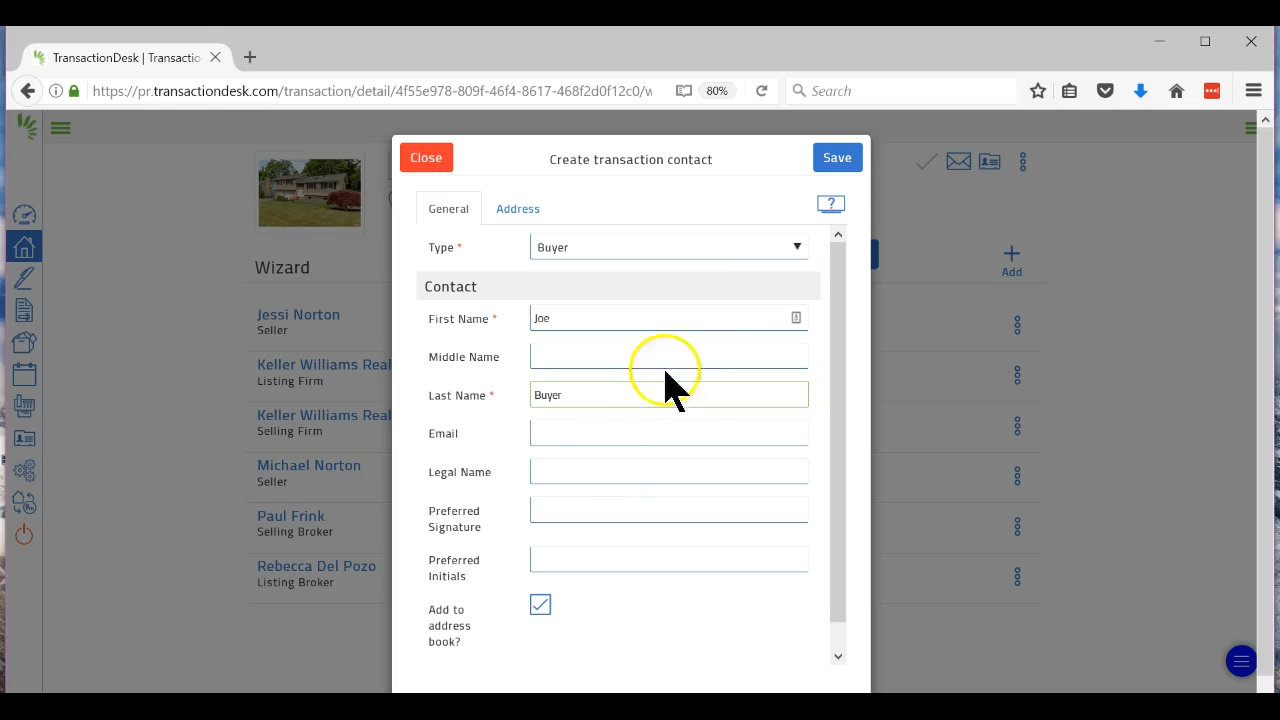 TransactionDesk | Transactio
https://pr.transactiondesk.com/transaction/detail/4f55e978-809f-46f4-8617-468f2d0f12c0/w
80%
Search
Close
Create transaction contact
Save
General
Address
?
Type *
Buyer
Wizard
Add
Contact
Jessi Norton
Seller
First Name *
Joe
Middle Name
Keller Williams Real
Listing Firm
Last Name *
Buyer
Keller Williams Real
Selling Firm
Email
Michael Norton
Seller
Legal Name
Paul Frink
Selling Broker
Preferred
Signature
Rebecca Del Pozo
Listing Broker
Preferred
Initials
Add to
address
book?